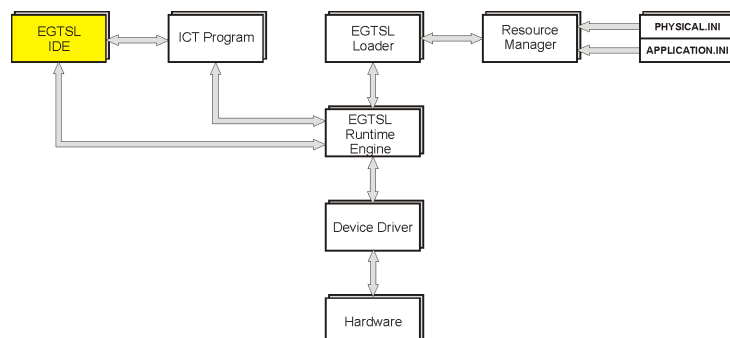 EGTSL
IDE
ICT Program
EGTSL
Loader
Resource
Manager
PHYSICAL.INI
APPLICATION.INI
EGTSL
Runtime
Engine
Device Driver
Hardware